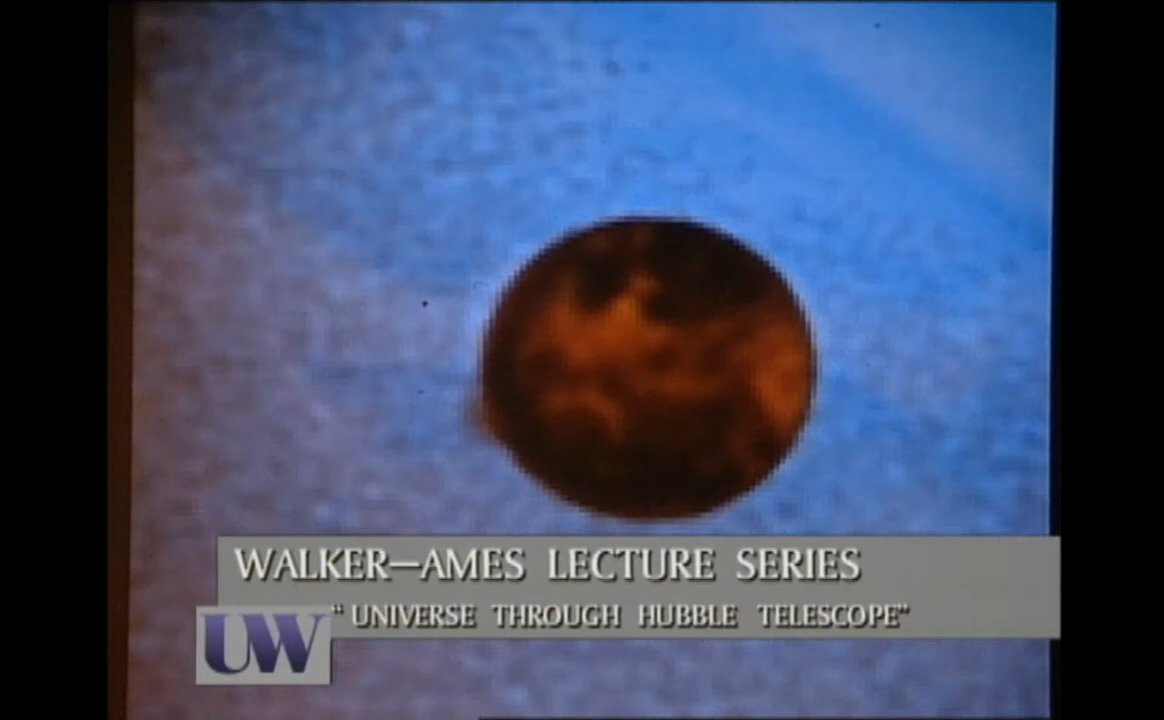 WALKER—AMES LECTURE SERIES
"UNIVERSE THROUGH HUBBLE TELESCOPE"
UW